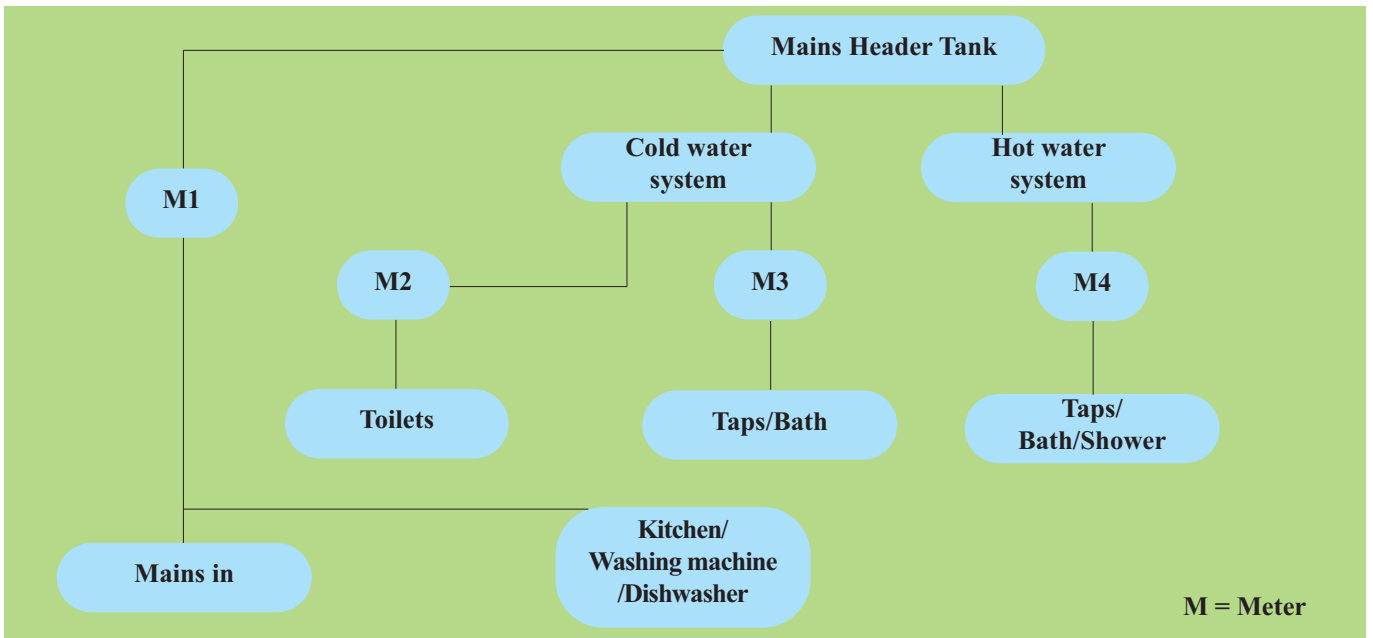 Mains Header Tank
Cold water
system
Hot water
system
M1
M2
M3
M4
Toilets
Taps/Bath
Taps/
Bath/Shower
Mains in
Kitchen/
Washing machine
/Dishwasher
M = Meter